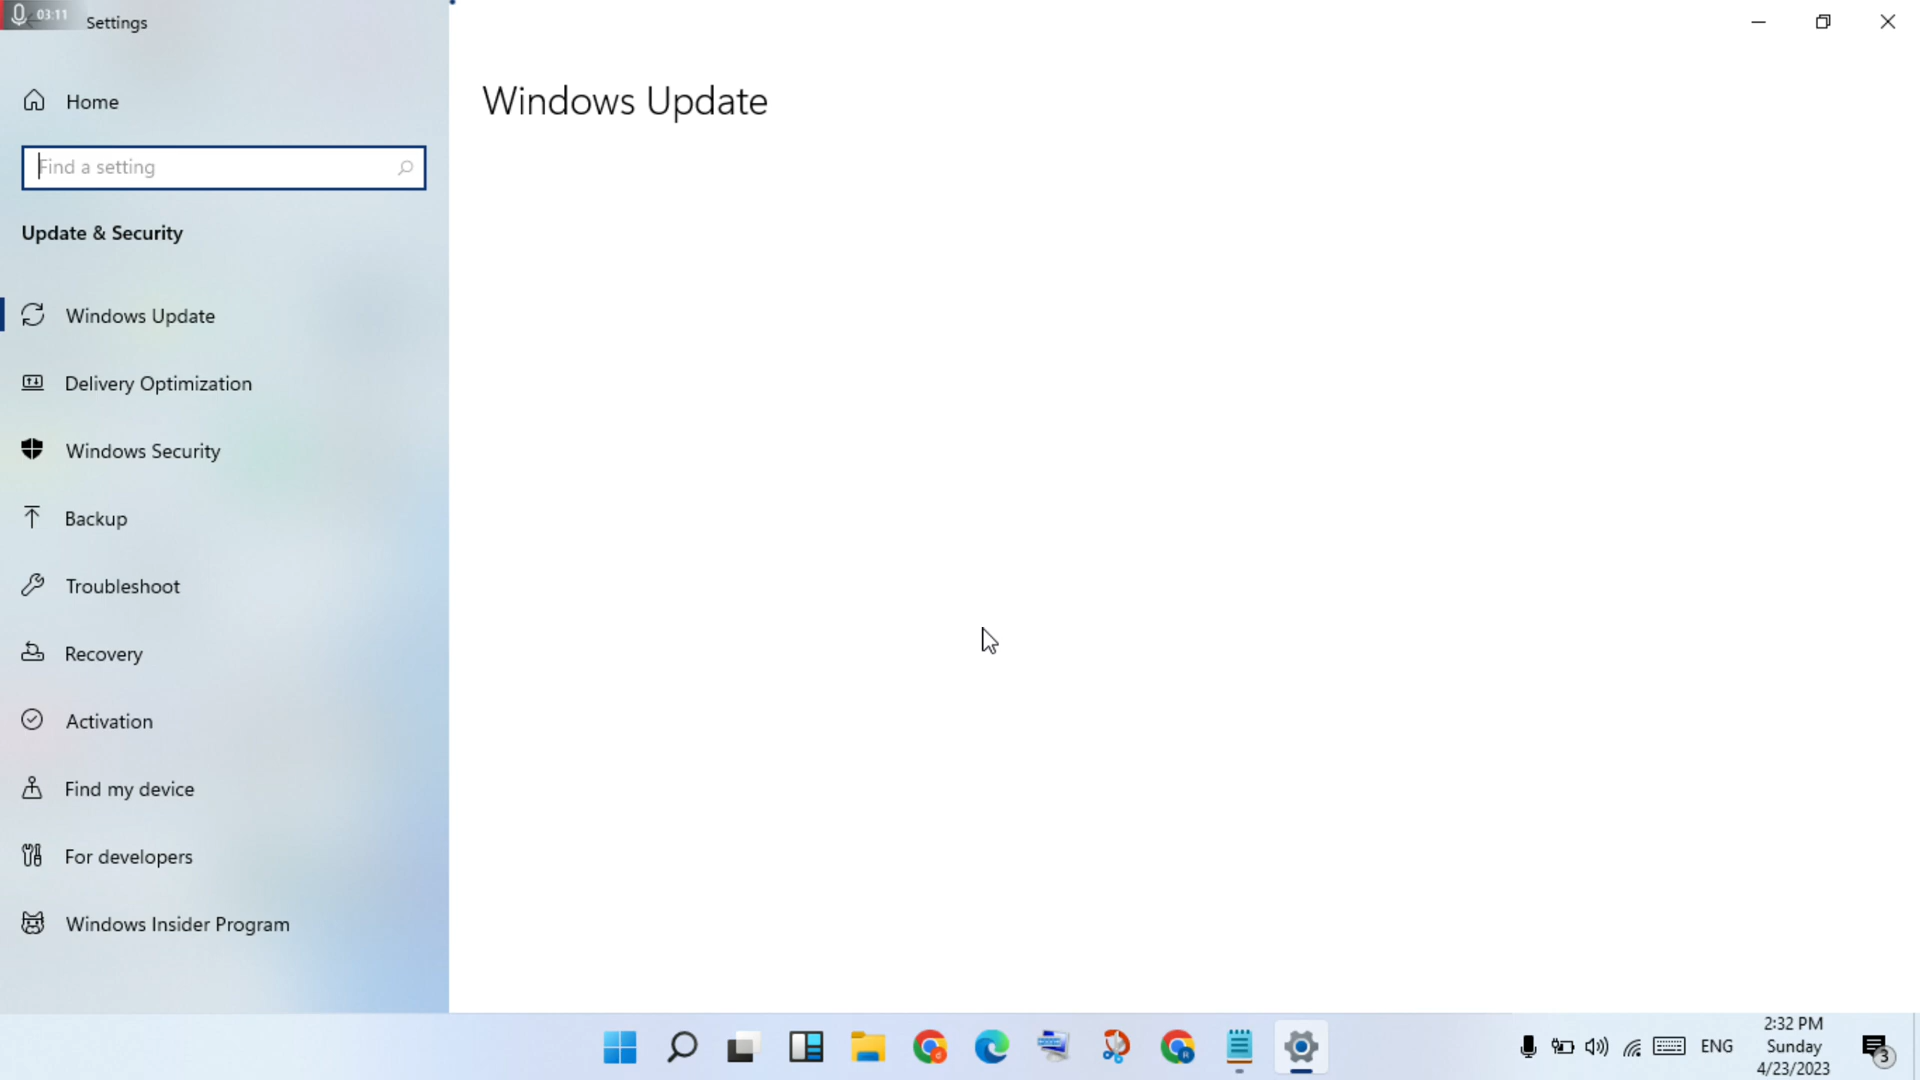 03:11
Settings
Home
Find a setting
Update & Security
Windows Update
Delivery Optimization
Windows Security
Backup
Troubleshoot
Recovery
Activation
Find my device
For developers
Windows Insider Program
Windows Update
ENG
2:32 PM
Sunday
4/23/2023
3